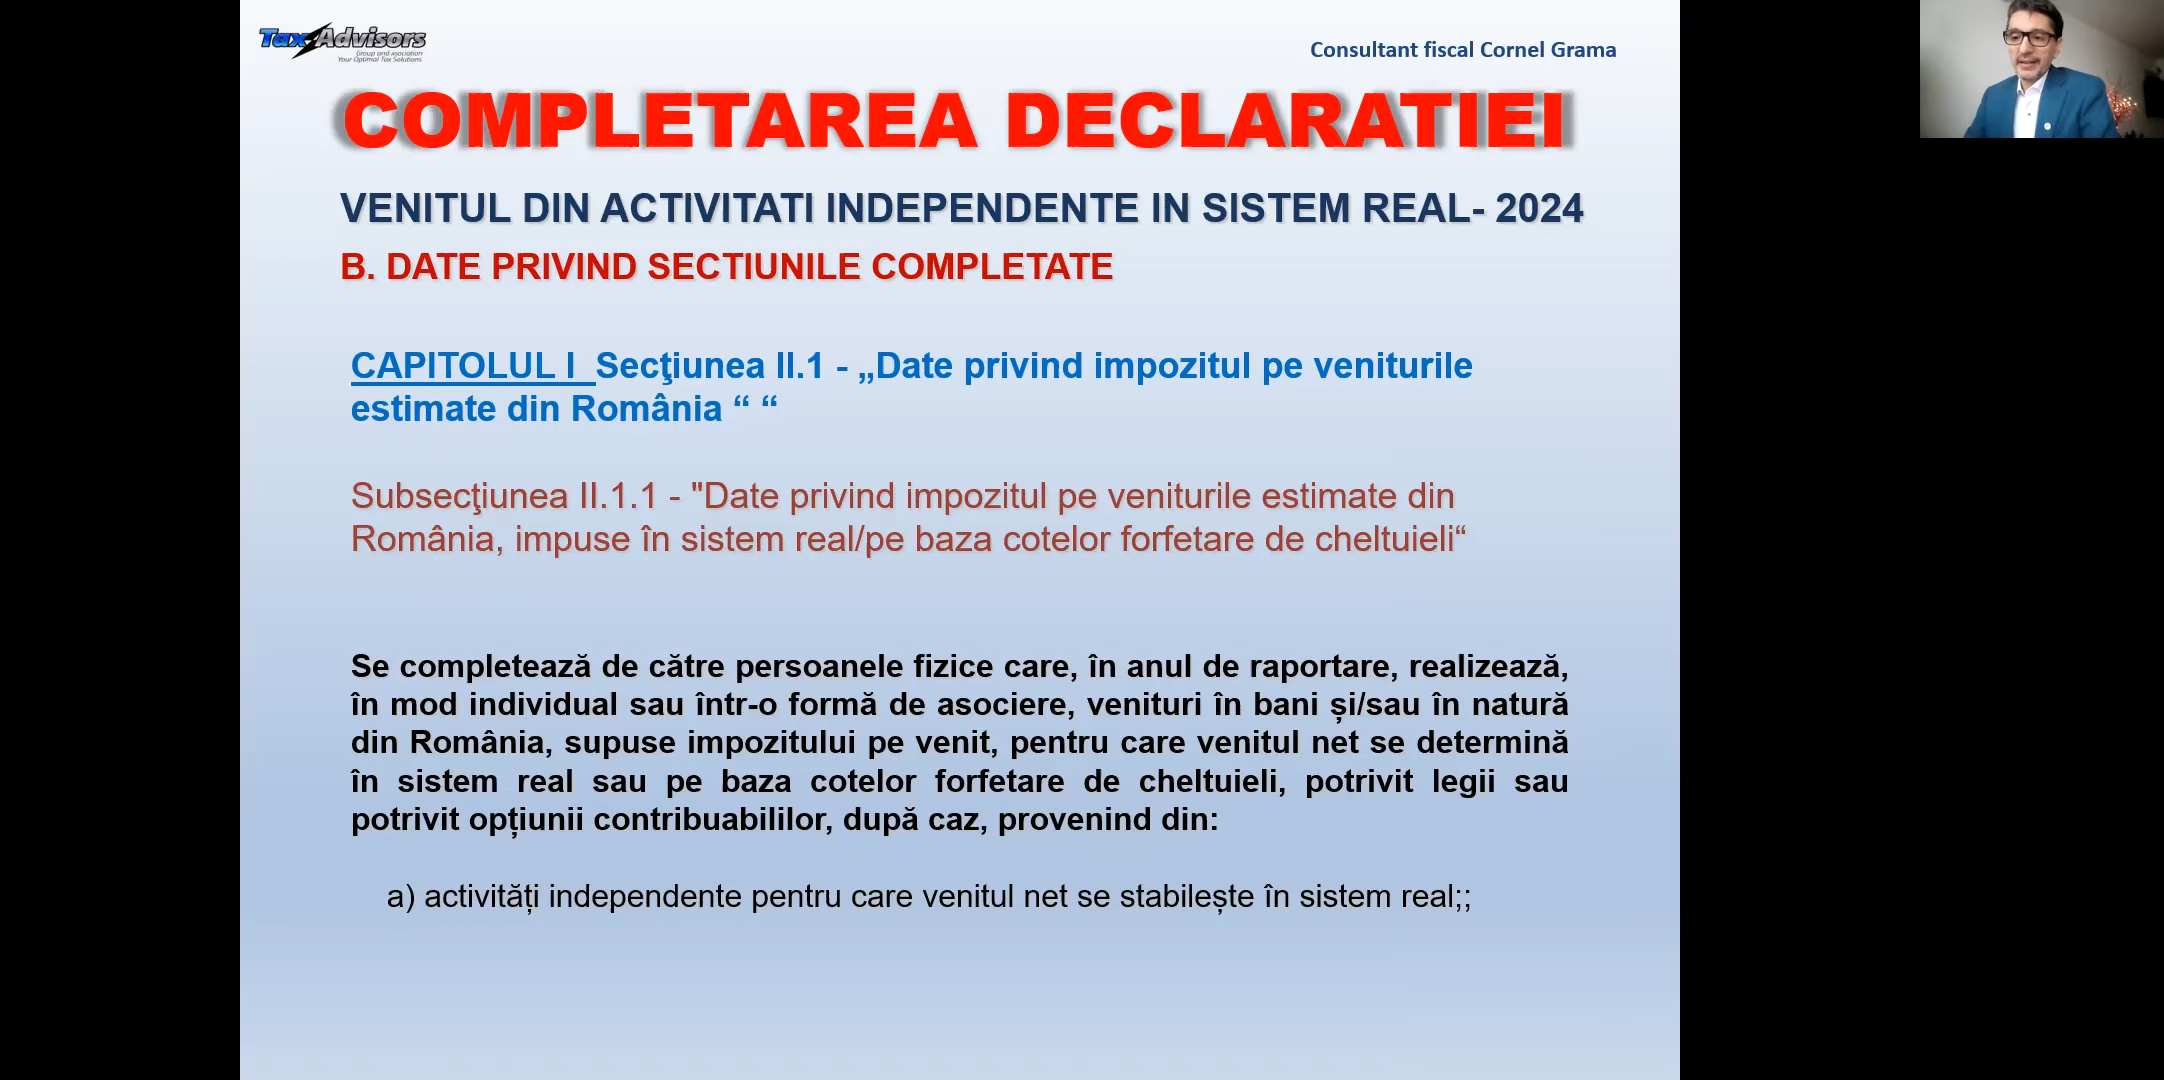 Tax Advisors
Group and Asociation
Your Optimal Tax Solutions
Consultant fiscal Cornel Grama
COMPLETAREA DECLARATIEI
VENITUL DIN ACTIVITATI INDEPENDENTE IN SISTEM REAL- 2024
B. DATE PRIVIND SECTIUNILE COMPLETATE
CAPITOLUL I Secţiunea II.1 - „Date privind impozitul pe veniturile
estimate din România “ “
Subsecţiunea II.1.1 - "Date privind impozitul pe veniturile estimate din
România, impuse în sistem real/pe baza cotelor forfetare de cheltuieli“
Se completează de către persoanele fizice care, în anul de raportare, realizează,
în mod individual sau într-o formă de asociere, venituri în bani și/sau în natură
din România, supuse impozitului pe venit, pentru care venitul net se determină
în sistem real sau pe baza cotelor forfetare de cheltuieli, potrivit legii sau
potrivit opțiunii contribuabililor, după caz, provenind din:
a) activități independente pentru care venitul net se stabilește în sistem real;;